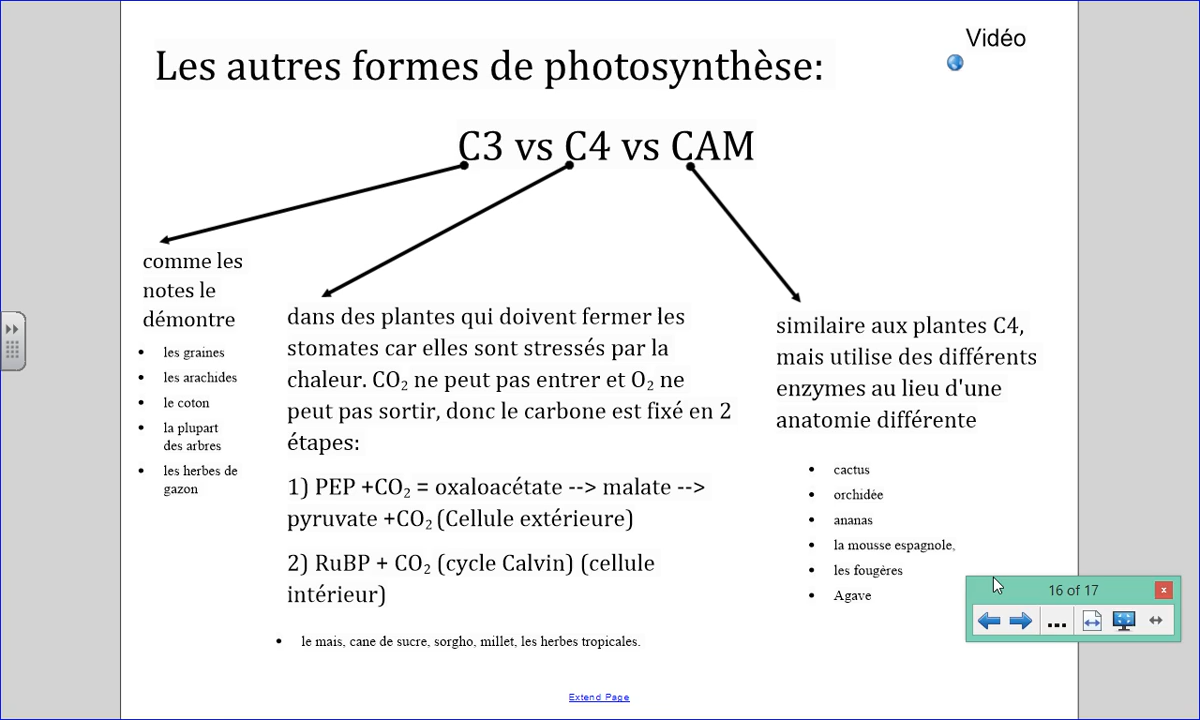 Vidéo
Les autres formes de photosynthèse:
C3 vs C4 vs CAM
comme les
notes le
démontre
• les graines
• les arachides
• le coton
• la plupart
des arbres
• les herbes de
gazon
dans des plantes qui doivent fermer les
stomates car elles sont stressés par la
chaleur. CO₂ ne peut pas entrer et O₂ ne
peut pas sortir, donc le carbone est fixé en 2
étapes:
1) PEP +CO₂ = oxaloacétate --> malate -->
pyruvate +CO₂ (Cellule extérieure)
2) RuBP + CO₂ (cycle Calvin) (cellule
intérieur)
• le mais, cane de sucre, sorgho, millet, les herbes tropicales.
similaire aux plantes C4,
mais utilise des différents
enzymes au lieu d'une
anatomie différente
• cactus
• orchidée
• ananas
• la mousse espagnole,
• les fougères
• Agave
16 of 17
x
...
Extend Page